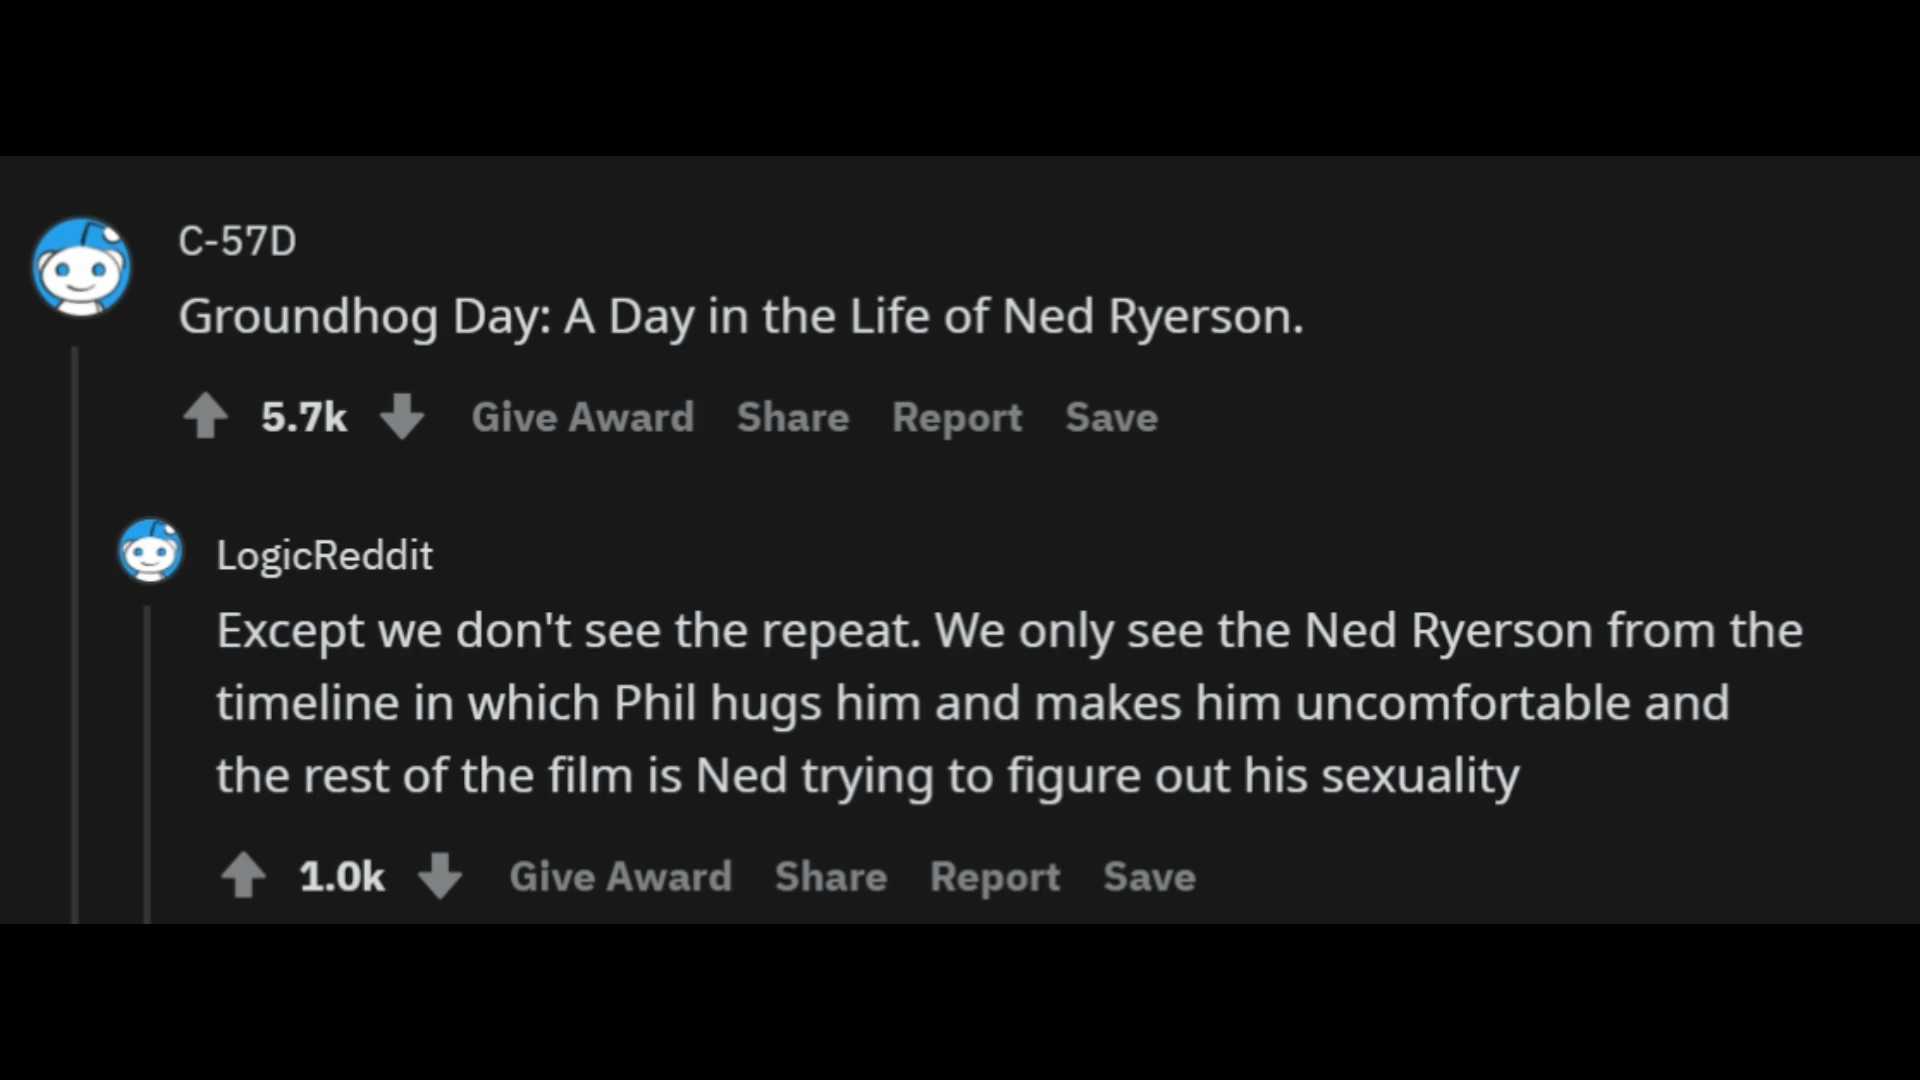 C-57D
Groundhog Day: A Day in the Life of Ned Ryerson.
5.7k Give Award Share Report Save
LogicReddit
Except we don't see the repeat. We only see the Ned Ryerson from the
timeline in which Phil hugs him and makes him uncomfortable and
the rest of the film is Ned trying to figure out his sexuality
1.0k Give Award Share Report Save